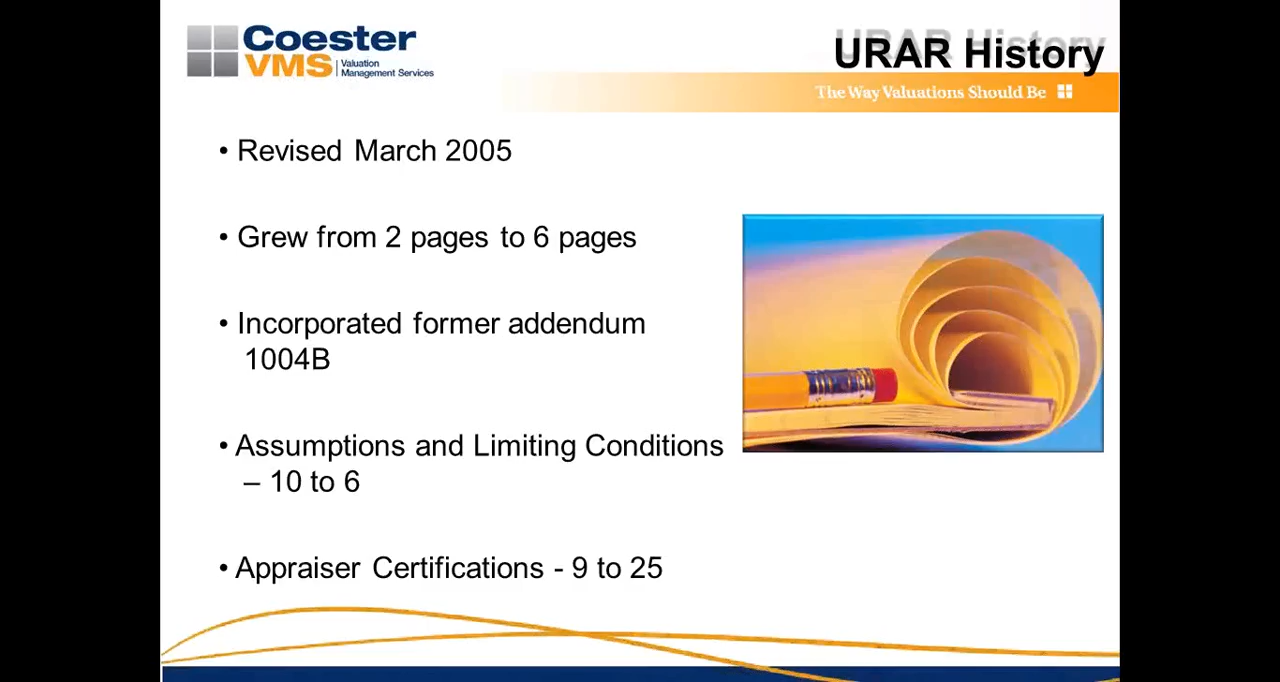 Coester
VMS
Valuation
Management Services
URAR History
The Way Valuations Should Be
• Revised March 2005
• Grew from 2 pages to 6 pages
• Incorporated former addendum
1004B
• Assumptions and Limiting Conditions
– 10 to 6
• Appraiser Certifications - 9 to 25